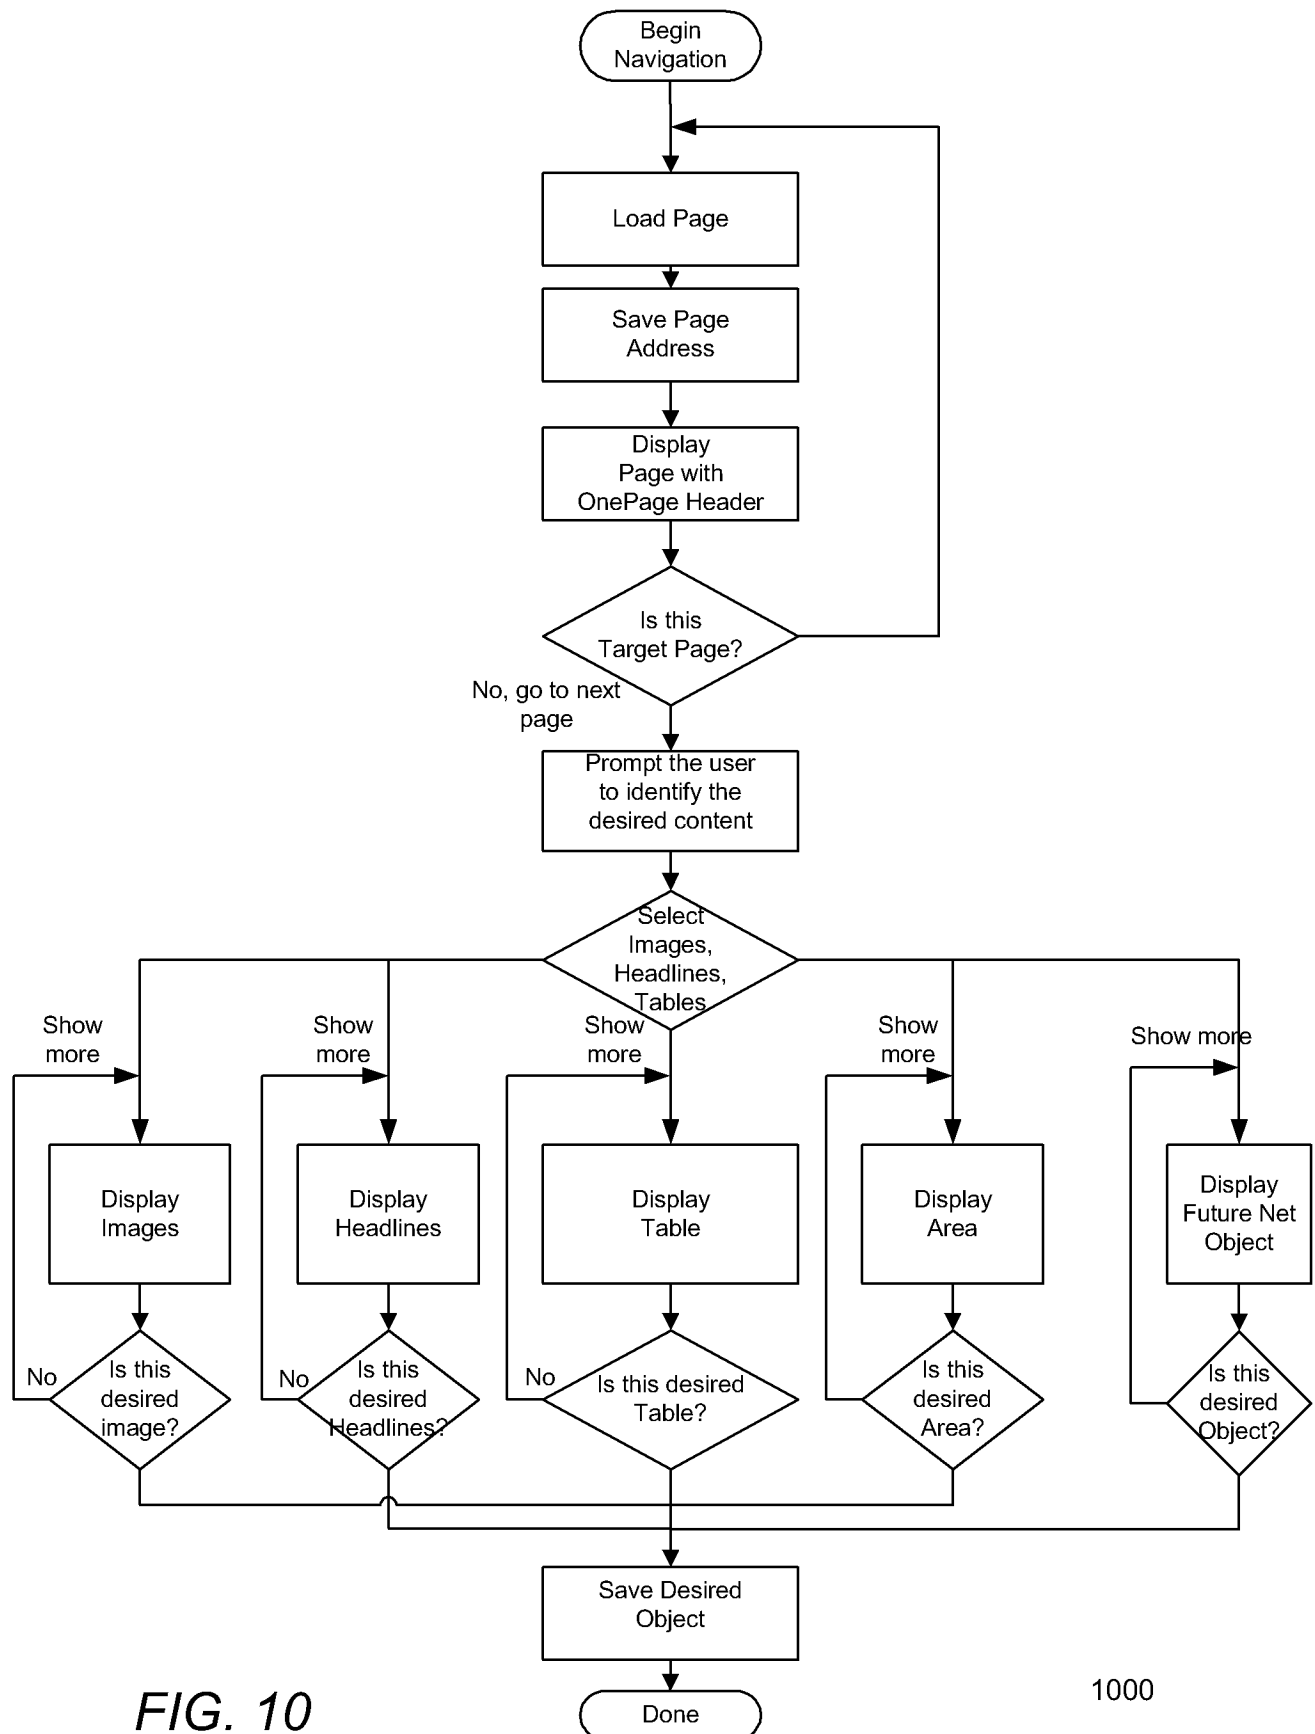 Begin
Navigation
Load Page
Save Page
Address
Display
Page with
OnePage Header
Is this
Target Page?
No, go to next
page
Prompt the user
to identify the
desired content
Select
Images,
Headlines,
Tables
Show
more
Show
more
Show
more
Show
more
Show more
Display
Images
Display
Headlines
Display
Table
Display
Area
Display
Future Net
Object
No
Is this
desired
image?
No
Is this
desired
Headlines?
No
Is this desired
Table?
Is this
desired
Area?
Is this
desired
Object?
Save Desired
Object
Done
FIG. 10
1000